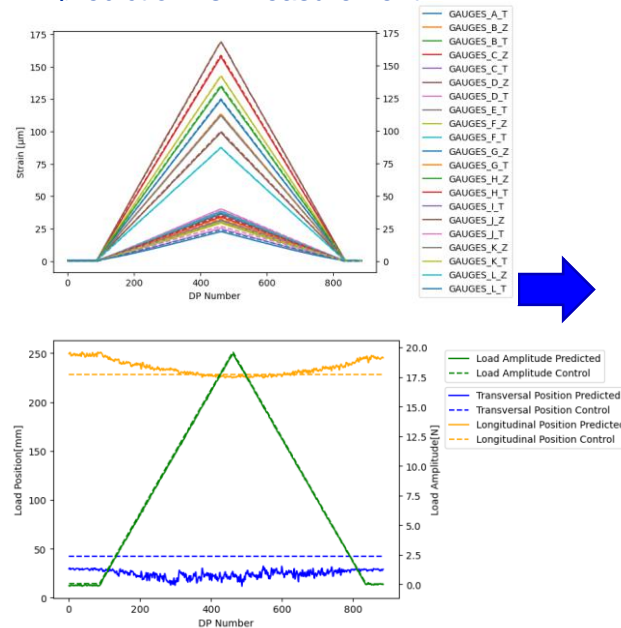 GAUGES_A_T
GAUGES_B_Z
GAUGES_B_T
GAUGES_C_Z
GAUGES_C_T
GAUGES_D_Z
GAUGES_D_T
GAUGES_E_T
GAUGES_F_Z
GAUGES_F_T
GAUGES_G_Z
GAUGES_G_T
GAUGES_H_Z
GAUGES_H_T
GAUGES_I_T
GAUGES_J_Z
GAUGES_J_T
GAUGES_K_Z
GAUGES_K_T
GAUGES_L_Z
GAUGES_L_T
175
150
125
100
75
50
25
0
Strain [μm]
175
150
125
100
75
50
25
0
0 200 400 600 800
DP Number
250
200
150
100
50
0
Load Position[mm]
20.0
17.5
15.0
12.5
10.0
7.5
5.0
2.5
0.0
Load Amplitude[N]
0 200 400 600 800
DP Number
Load Amplitude Predicted
Load Amplitude Control
Transversal Position Predicted
Transversal Position Control
Longitudinal Position Predicted
Longitudinal Position Control